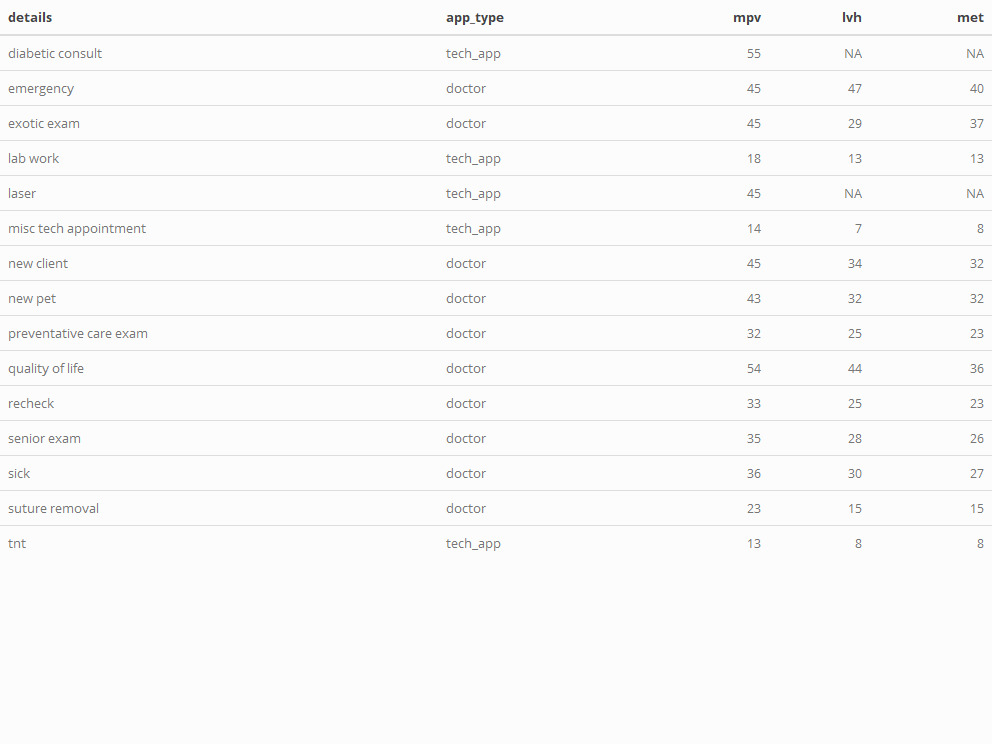 details app_type mpv lvh met
diabetic consult tech_app 55 NA NA
emergency doctor 45 47 40
exotic exam doctor 45 29 37
lab work tech_app 18 13 13
laser tech_app 45 NA NA
misc tech appointment tech_app 14 7 8
new client doctor 45 34 32
new pet doctor 43 32 32
preventative care exam doctor 32 25 23
quality of life doctor 54 44 36
recheck doctor 33 25 23
senior exam doctor 35 28 26
sick doctor 36 30 27
suture removal doctor 23 15 15
tnt tech_app 13 8 8